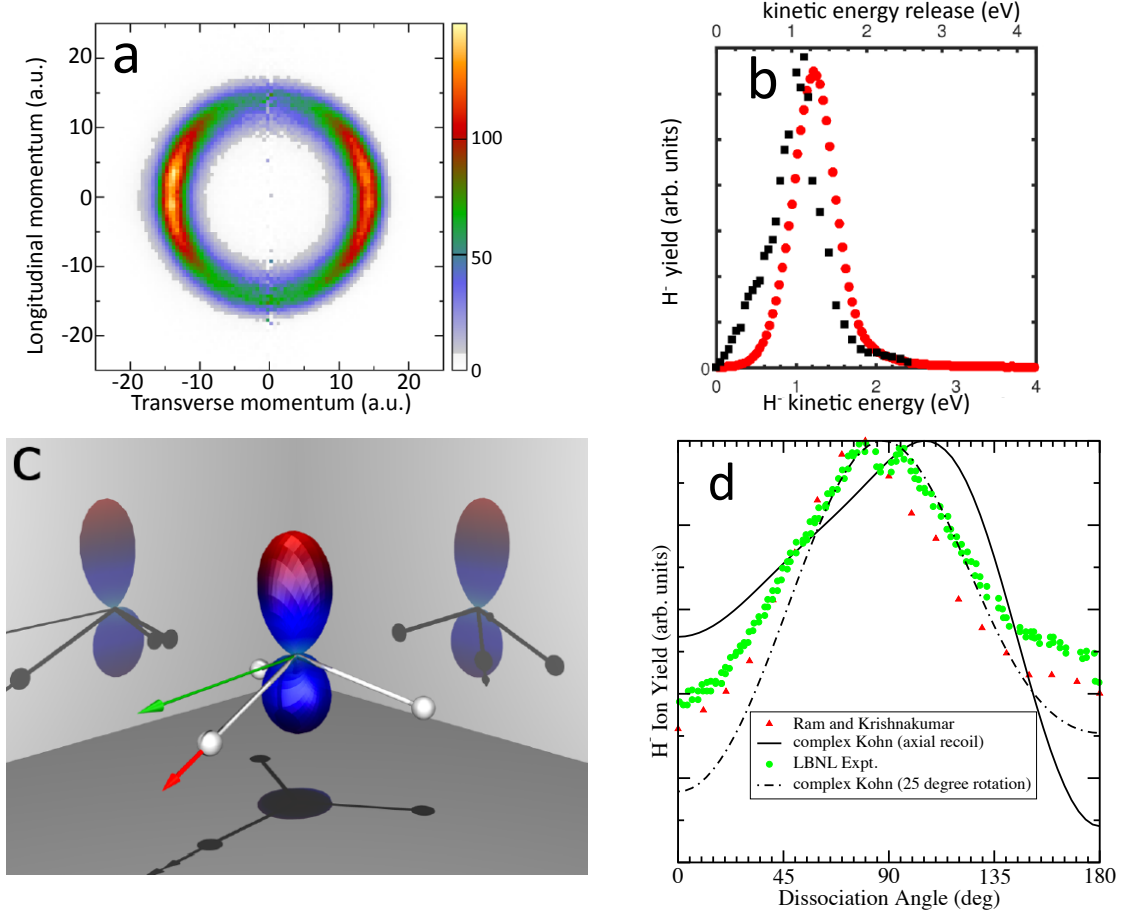 a
Longitudinal momentum (a.u.)
20
10
0
-10
-20
-20
-10
0
10
20
Transverse momentum (a.u.)
100
50
0
kinetic energy release (eV)
0
1
2
3
4
b
H- yield (arb. units)
0
0
1
2
3
4
H- kinetic energy (eV)
c
d
H- Ion Yield (arb. units)
Ram and Krishnakumar
complex Kohn (axial recoil)
LBNL Expt.
complex Kohn (25 degree rotation)
0
45
90
135
180
Dissociation Angle (deg)